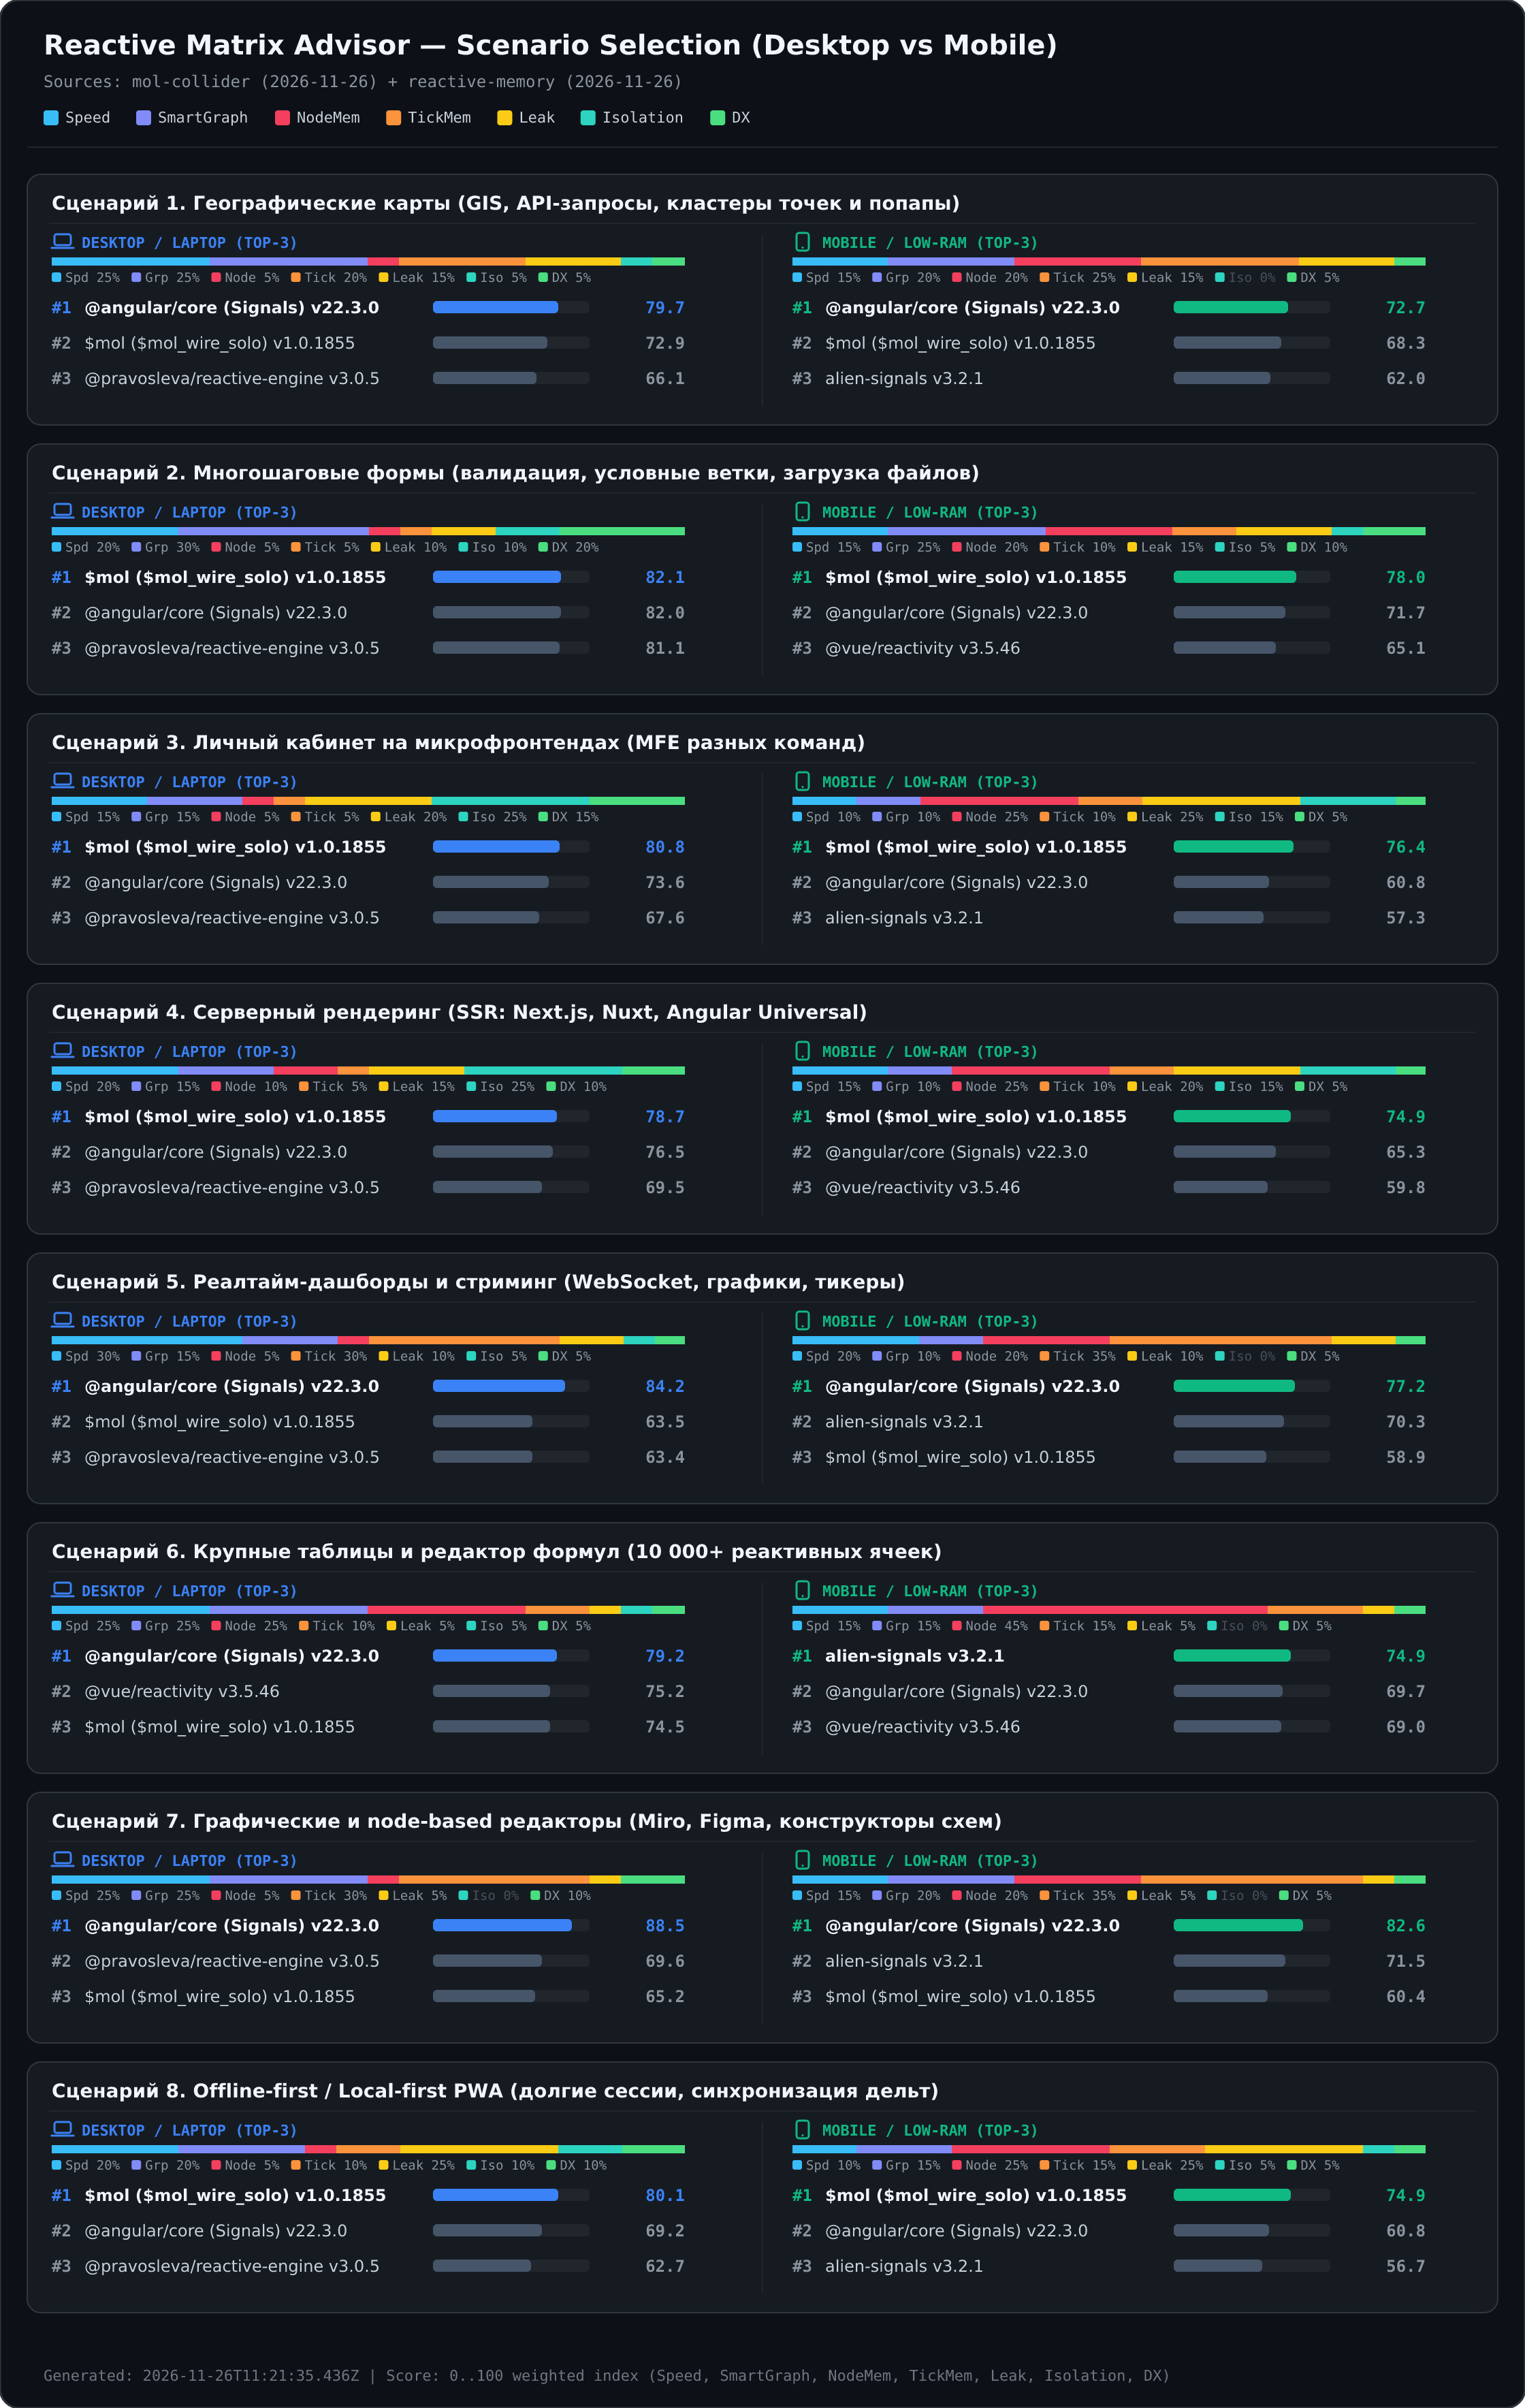 Reactive Matrix Advisor — Scenario Selection (Desktop vs Mobile)
Sources: mol-collider (2026-11-26) + reactive-memory (2026-11-26)
Speed SmartGraph NodeMem TickMem Leak Isolation DX
Сценарий 1. Географические карты (GIS, API-запросы, кластеры точек и попапы)
DESKTOP / LAPTOP (TOP-3)
Spd 25% Grp 25% Node 5% Tick 20% Leak 15% Iso 5% DX 5%
#1 @angular/core (Signals) v22.3.0 79.7
#2 $mol ($mol_wire_solo) v1.0.1855 72.9
#3 @pravosleva/reactive-engine v3.0.5 66.1
MOBILE / LOW-RAM (TOP-3)
Spd 15% Grp 20% Node 20% Tick 25% Leak 15% Iso 0% DX 5%
#1 @angular/core (Signals) v22.3.0 72.7
#2 $mol ($mol_wire_solo) v1.0.1855 68.3
#3 alien-signals v3.2.1 62.0
Сценарий 2. Многошаговые формы (валидация, условные ветки, загрузка файлов)
DESKTOP / LAPTOP (TOP-3)
Spd 20% Grp 30% Node 5% Tick 5% Leak 10% Iso 10% DX 20%
#1 $mol ($mol_wire_solo) v1.0.1855 82.1
#2 @angular/core (Signals) v22.3.0 82.0
#3 @pravosleva/reactive-engine v3.0.5 81.1
MOBILE / LOW-RAM (TOP-3)
Spd 15% Grp 25% Node 20% Tick 10% Leak 15% Iso 5% DX 10%
#1 $mol ($mol_wire_solo) v1.0.1855 78.0
#2 @angular/core (Signals) v22.3.0 71.7
#3 @vue/reactivity v3.5.46 65.1
Сценарий 3. Личный кабинет на микрофронтендах (MFE разных команд)
DESKTOP / LAPTOP (TOP-3)
Spd 15% Grp 15% Node 5% Tick 5% Leak 20% Iso 25% DX 15%
#1 $mol ($mol_wire_solo) v1.0.1855 80.8
#2 @angular/core (Signals) v22.3.0 73.6
#3 @pravosleva/reactive-engine v3.0.5 67.6
MOBILE / LOW-RAM (TOP-3)
Spd 10% Grp 10% Node 25% Tick 10% Leak 25% Iso 15% DX 5%
#1 $mol ($mol_wire_solo) v1.0.1855 76.4
#2 @angular/core (Signals) v22.3.0 60.8
#3 alien-signals v3.2.1 57.3
Сценарий 4. Серверный рендеринг (SSR: Next.js, Nuxt, Angular Universal)
DESKTOP / LAPTOP (TOP-3)
Spd 20% Grp 15% Node 10% Tick 5% Leak 15% Iso 25% DX 10%
#1 $mol ($mol_wire_solo) v1.0.1855 78.7
#2 @angular/core (Signals) v22.3.0 76.5
#3 @pravosleva/reactive-engine v3.0.5 69.5
MOBILE / LOW-RAM (TOP-3)
Spd 15% Grp 10% Node 25% Tick 10% Leak 20% Iso 15% DX 5%
#1 $mol ($mol_wire_solo) v1.0.1855 74.9
#2 @angular/core (Signals) v22.3.0 65.3
#3 @vue/reactivity v3.5.46 59.8
Сценарий 5. Реалтайм-дашборды и стриминг (WebSocket, графики, тикеры)
DESKTOP / LAPTOP (TOP-3)
Spd 30% Grp 15% Node 5% Tick 30% Leak 10% Iso 5% DX 5%
#1 @angular/core (Signals) v22.3.0 84.2
#2 $mol ($mol_wire_solo) v1.0.1855 63.5
#3 @pravosleva/reactive-engine v3.0.5 63.4
MOBILE / LOW-RAM (TOP-3)
Spd 20% Grp 10% Node 20% Tick 35% Leak 10% Iso 0% DX 5%
#1 @angular/core (Signals) v22.3.0 77.2
#2 alien-signals v3.2.1 70.3
#3 $mol ($mol_wire_solo) v1.0.1855 58.9
Сценарий 6. Крупные таблицы и редактор формул (10 000+ реактивных ячеек)
DESKTOP / LAPTOP (TOP-3)
Spd 25% Grp 25% Node 25% Tick 10% Leak 5% Iso 5% DX 5%
#1 @angular/core (Signals) v22.3.0 79.2
#2 @vue/reactivity v3.5.46 75.2
#3 $mol ($mol_wire_solo) v1.0.1855 74.5
MOBILE / LOW-RAM (TOP-3)
Spd 15% Grp 15% Node 45% Tick 15% Leak 5% Iso 0% DX 5%
#1 alien-signals v3.2.1 74.9
#2 @angular/core (Signals) v22.3.0 69.7
#3 @vue/reactivity v3.5.46 69.0
Сценарий 7. Графические и node-based редакторы (Miro, Figma, конструкторы схем)
DESKTOP / LAPTOP (TOP-3)
Spd 25% Grp 25% Node 5% Tick 30% Leak 5% Iso 0% DX 10%
#1 @angular/core (Signals) v22.3.0 88.5
#2 @pravosleva/reactive-engine v3.0.5 69.6
#3 $mol ($mol_wire_solo) v1.0.1855 65.2
MOBILE / LOW-RAM (TOP-3)
Spd 15% Grp 20% Node 20% Tick 35% Leak 5% Iso 0% DX 5%
#1 @angular/core (Signals) v22.3.0 82.6
#2 alien-signals v3.2.1 71.5
#3 $mol ($mol_wire_solo) v1.0.1855 60.4
Сценарий 8. Offline-first / Local-first PWA (долгие сессии, синхронизация дельт)
DESKTOP / LAPTOP (TOP-3)
Spd 20% Grp 20% Node 5% Tick 10% Leak 25% Iso 10% DX 10%
#1 $mol ($mol_wire_solo) v1.0.1855 80.1
#2 @angular/core (Signals) v22.3.0 69.2
#3 @pravosleva/reactive-engine v3.0.5 62.7
MOBILE / LOW-RAM (TOP-3)
Spd 10% Grp 15% Node 25% Tick 15% Leak 25% Iso 5% DX 5%
#1 $mol ($mol_wire_solo) v1.0.1855 74.9
#2 @angular/core (Signals) v22.3.0 60.8
#3 alien-signals v3.2.1 56.7
Generated: 2026-11-26T11:21:35.436Z | Score: 0..100 weighted index (Speed, SmartGraph, NodeMem, TickMem, Leak, Isolation, DX)